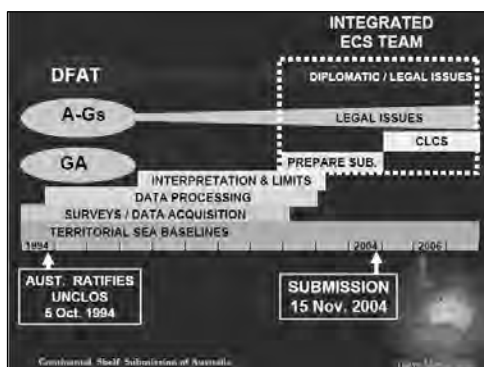 INTEGRATED
ECS TEAM
DFAT
DIPLOMATIC / LEGAL ISSUES
A-Gs
LEGAL ISSUES
CLCS
GA
PREPARE SUB.
INTERPRETATION & LIMITS
DATA PROCESSING
SURVEYS / DATA ACQUISITION
TERRITORIAL SEA BASELINES
1994 2004 2006
AUST. RATIFIES
UNCLOS
5 Oct. 1994
SUBMISSION
15 Nov. 2004
Continental Shelf Submission of Australia